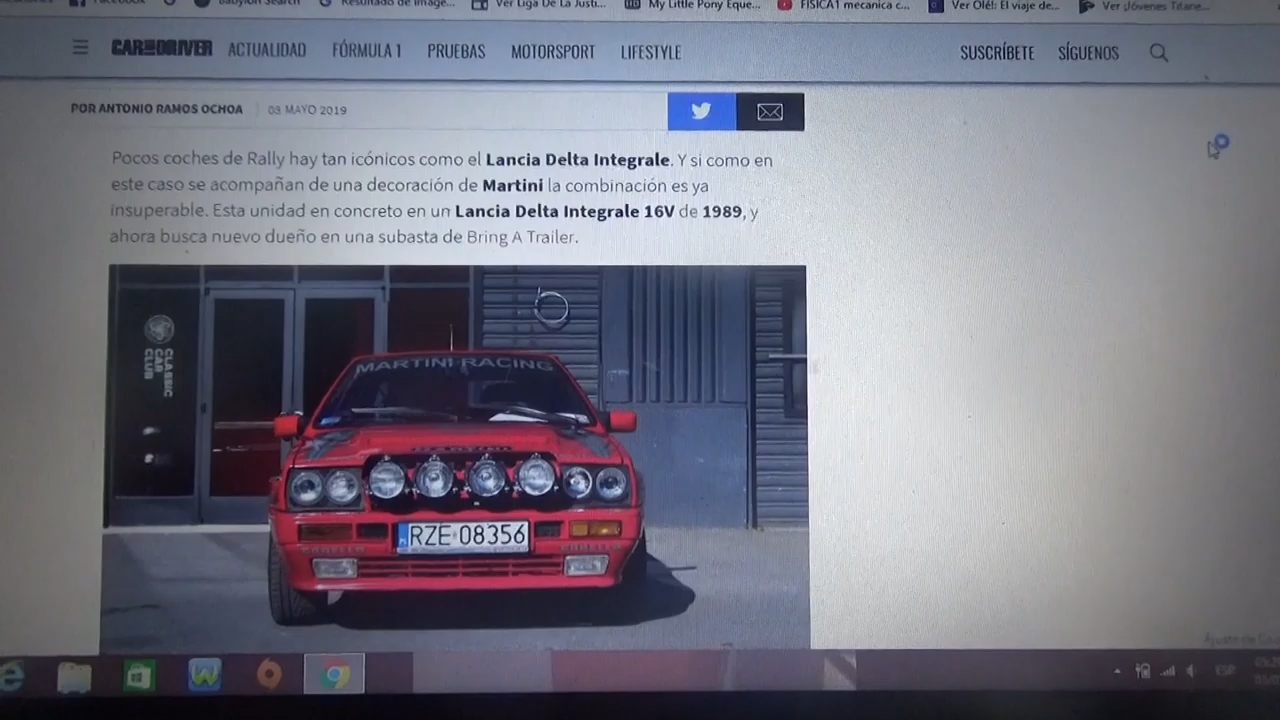 Facebook
Babylon Search
Resultado de image...
Ver Liga De La Justi...
My Little Pony Eque...
FISICA1 mecanica c...
Ver Olé!: El viaje de...
Ver ¡Jóvenes Titane...
CAR AND DRIVER ACTUALIDAD FÓRMULA 1 PRUEBAS MOTORSPORT LIFESTYLE SUSCRÍBETE SÍGUENOS
POR ANTONIO RAMOS OCHOA 03 MAYO 2019
Pocos coches de Rally hay tan icónicos como el Lancia Delta Integrale. Y si como en
este caso se acompañan de una decoración de Martini la combinación es ya
insuperable. Esta unidad en concreto en un Lancia Delta Integrale 16V de 1989, y
ahora busca nuevo dueño en una subasta de Bring A Trailer.
CLASSIC
CAR
CLUB
MARTINI RACING
RZE 08356
CARELLO
CARELLO
ESP